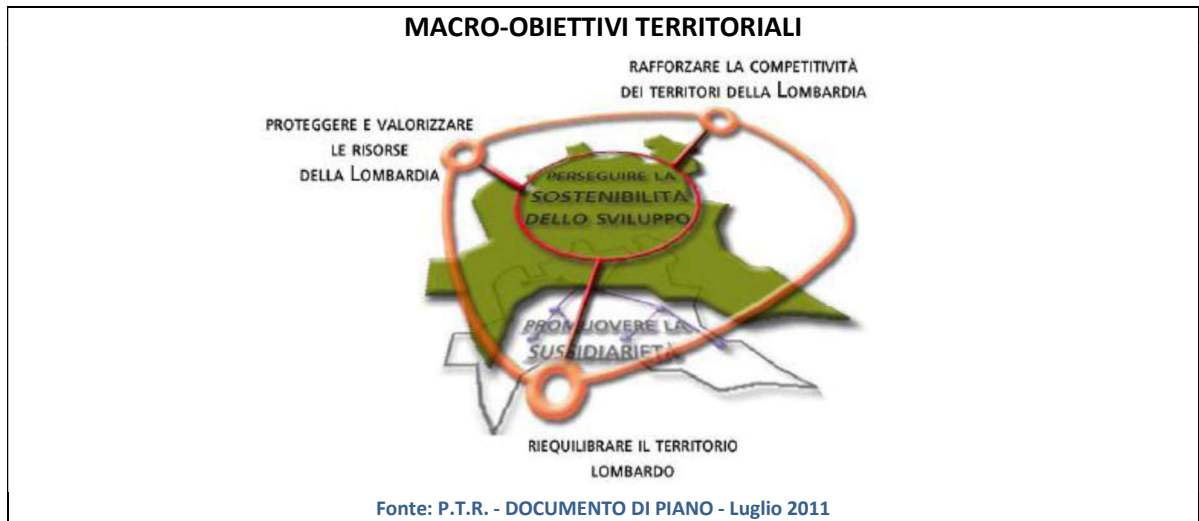 MACRO-OBIETTIVI TERRITORIALI
RAFFORZARE LA COMPETITIVITÀ
DEI TERRITORI DELLA LOMBARDIA
PROTEGGERE E VALORIZZARE
LE RISORSE
DELLA LOMBARDIA
PERSEGUIRE LA
SOSTENIBILITÀ
DELLO SVILUPPO
PROMUOVERE LA
SUSSIDIARIETÀ
RIEQUILIBRARE IL TERRITORIO
LOMBARDO
Fonte: P.T.R. - DOCUMENTO DI PIANO - Luglio 2011